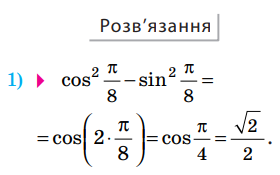 Розв’язання
1) ▶ cos² π/8 − sin² π/8 =
= cos(2 · π/8) = cos π/4 = √2/2.